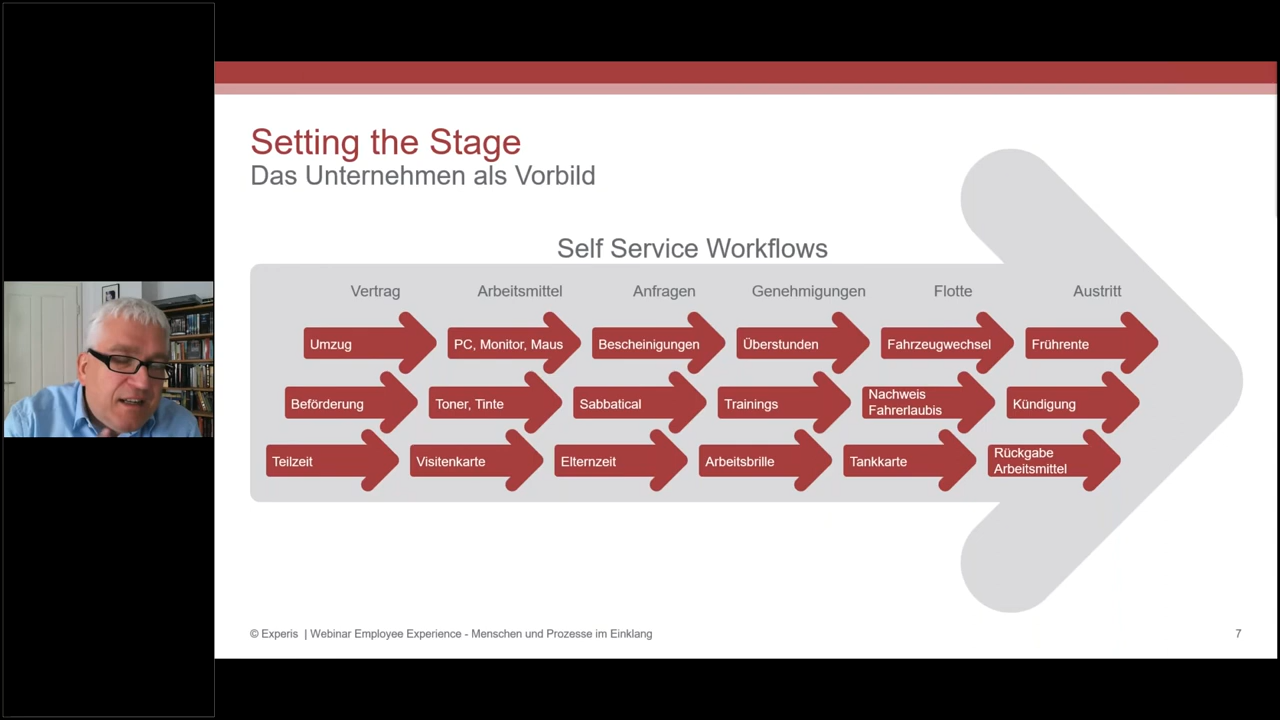 Setting the Stage
Das Unternehmen als Vorbild
Self Service Workflows
Vertrag
Arbeitsmittel
Anfragen
Genehmigungen
Flotte
Austritt
Umzug
PC, Monitor, Maus
Bescheinigungen
Überstunden
Fahrzeugwechsel
Frührente
Beförderung
Toner, Tinte
Sabbatical
Trainings
Nachweis
Fahrerlaubis
Kündigung
Teilzeit
Visitenkarte
Elternzeit
Arbeitsbrille
Tankkarte
Rückgabe
Arbeitsmittel
© Experis | Webinar Employee Experience - Menschen und Prozesse im Einklang
7